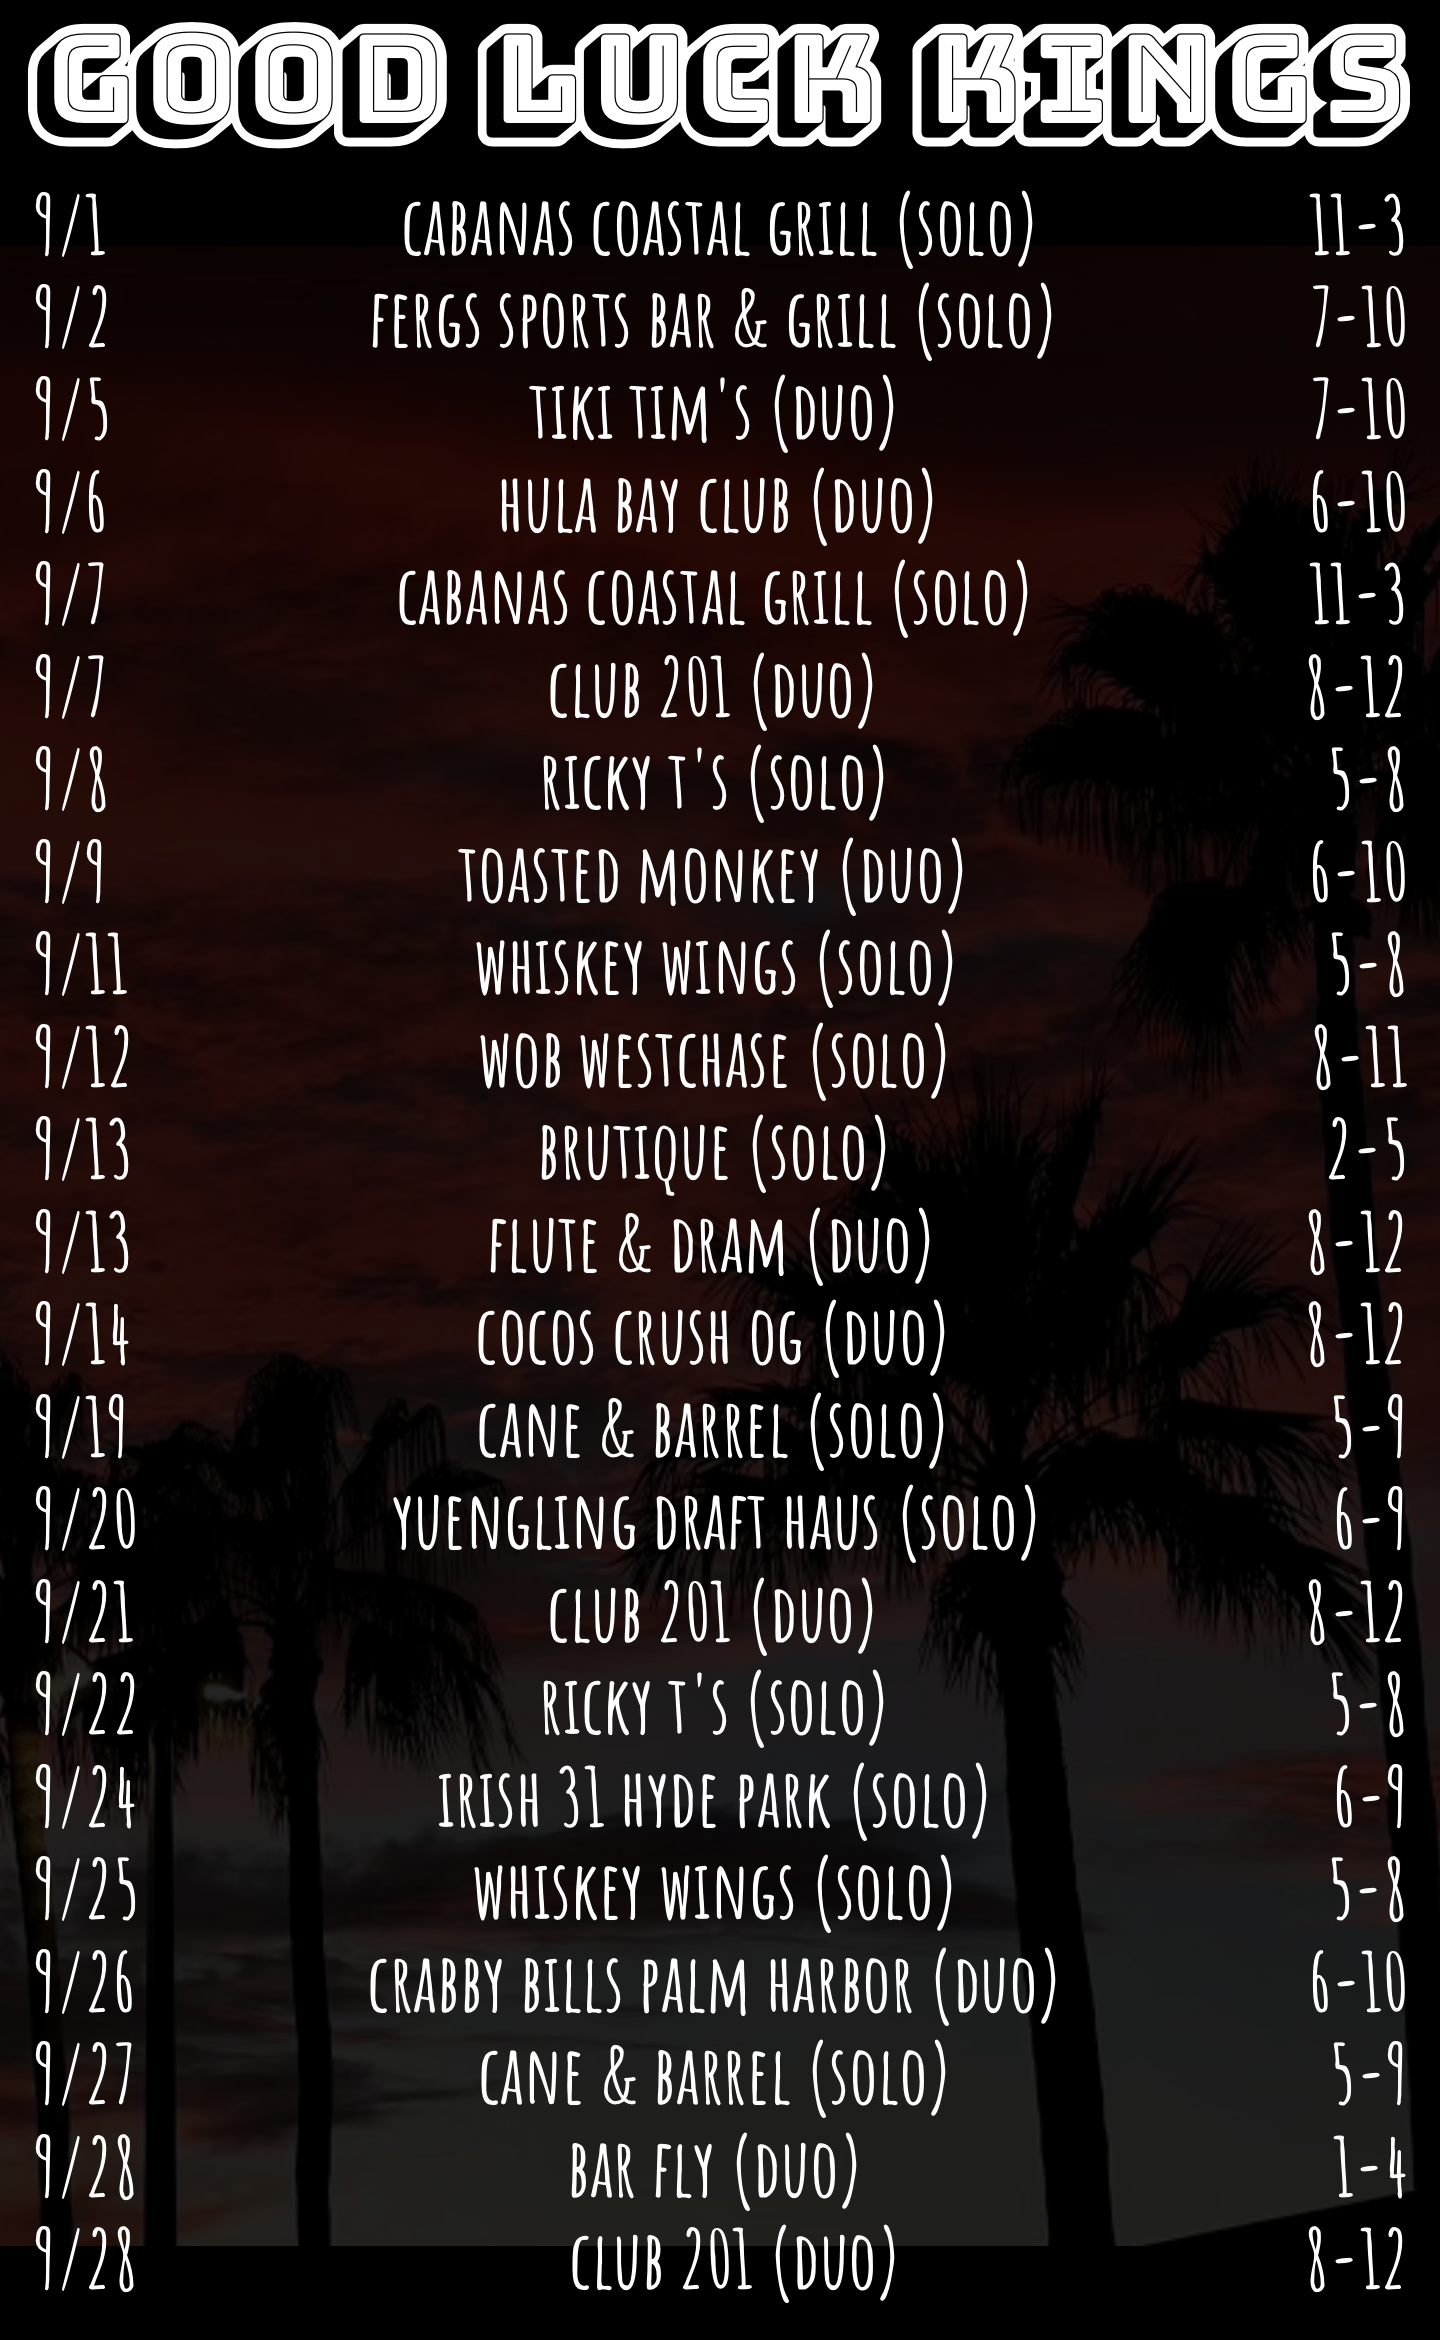 GOOD LUCK KINGS
9/1 CABANAS COASTAL GRILL (SOLO) 11-3
9/2 FERGS SPORTS BAR & GRILL (SOLO) 7-10
9/5 TIKI TIM'S (DUO) 7-10
9/6 HULA BAY CLUB (DUO) 6-10
9/7 CABANAS COASTAL GRILL (SOLO) 11-3
9/7 CLUB 201 (DUO) 8-12
9/8 RICKY T'S (SOLO) 5-8
9/9 TOASTED MONKEY (DUO) 6-10
9/11 WHISKEY WINGS (SOLO) 5-8
9/12 WOB WESTCHASE (SOLO) 8-11
9/13 BRUTIQUE (SOLO) 2-5
9/13 FLUTE & DRAM (DUO) 8-12
9/14 COCOS CRUSH OG (DUO) 8-12
9/19 CANE & BARREL (SOLO) 5-9
9/20 YUENGLING DRAFT HAUS (SOLO) 6-9
9/21 CLUB 201 (DUO) 8-12
9/22 RICKY T'S (SOLO) 5-8
9/24 IRISH 31 HYDE PARK (SOLO) 6-9
9/25 WHISKEY WINGS (SOLO) 5-8
9/26 CRABBY BILLS PALM HARBOR (DUO) 6-10
9/27 CANE & BARREL (SOLO) 5-9
9/28 BAR FLY (DUO) 1-4
9/28 CLUB 201 (DUO) 8-12